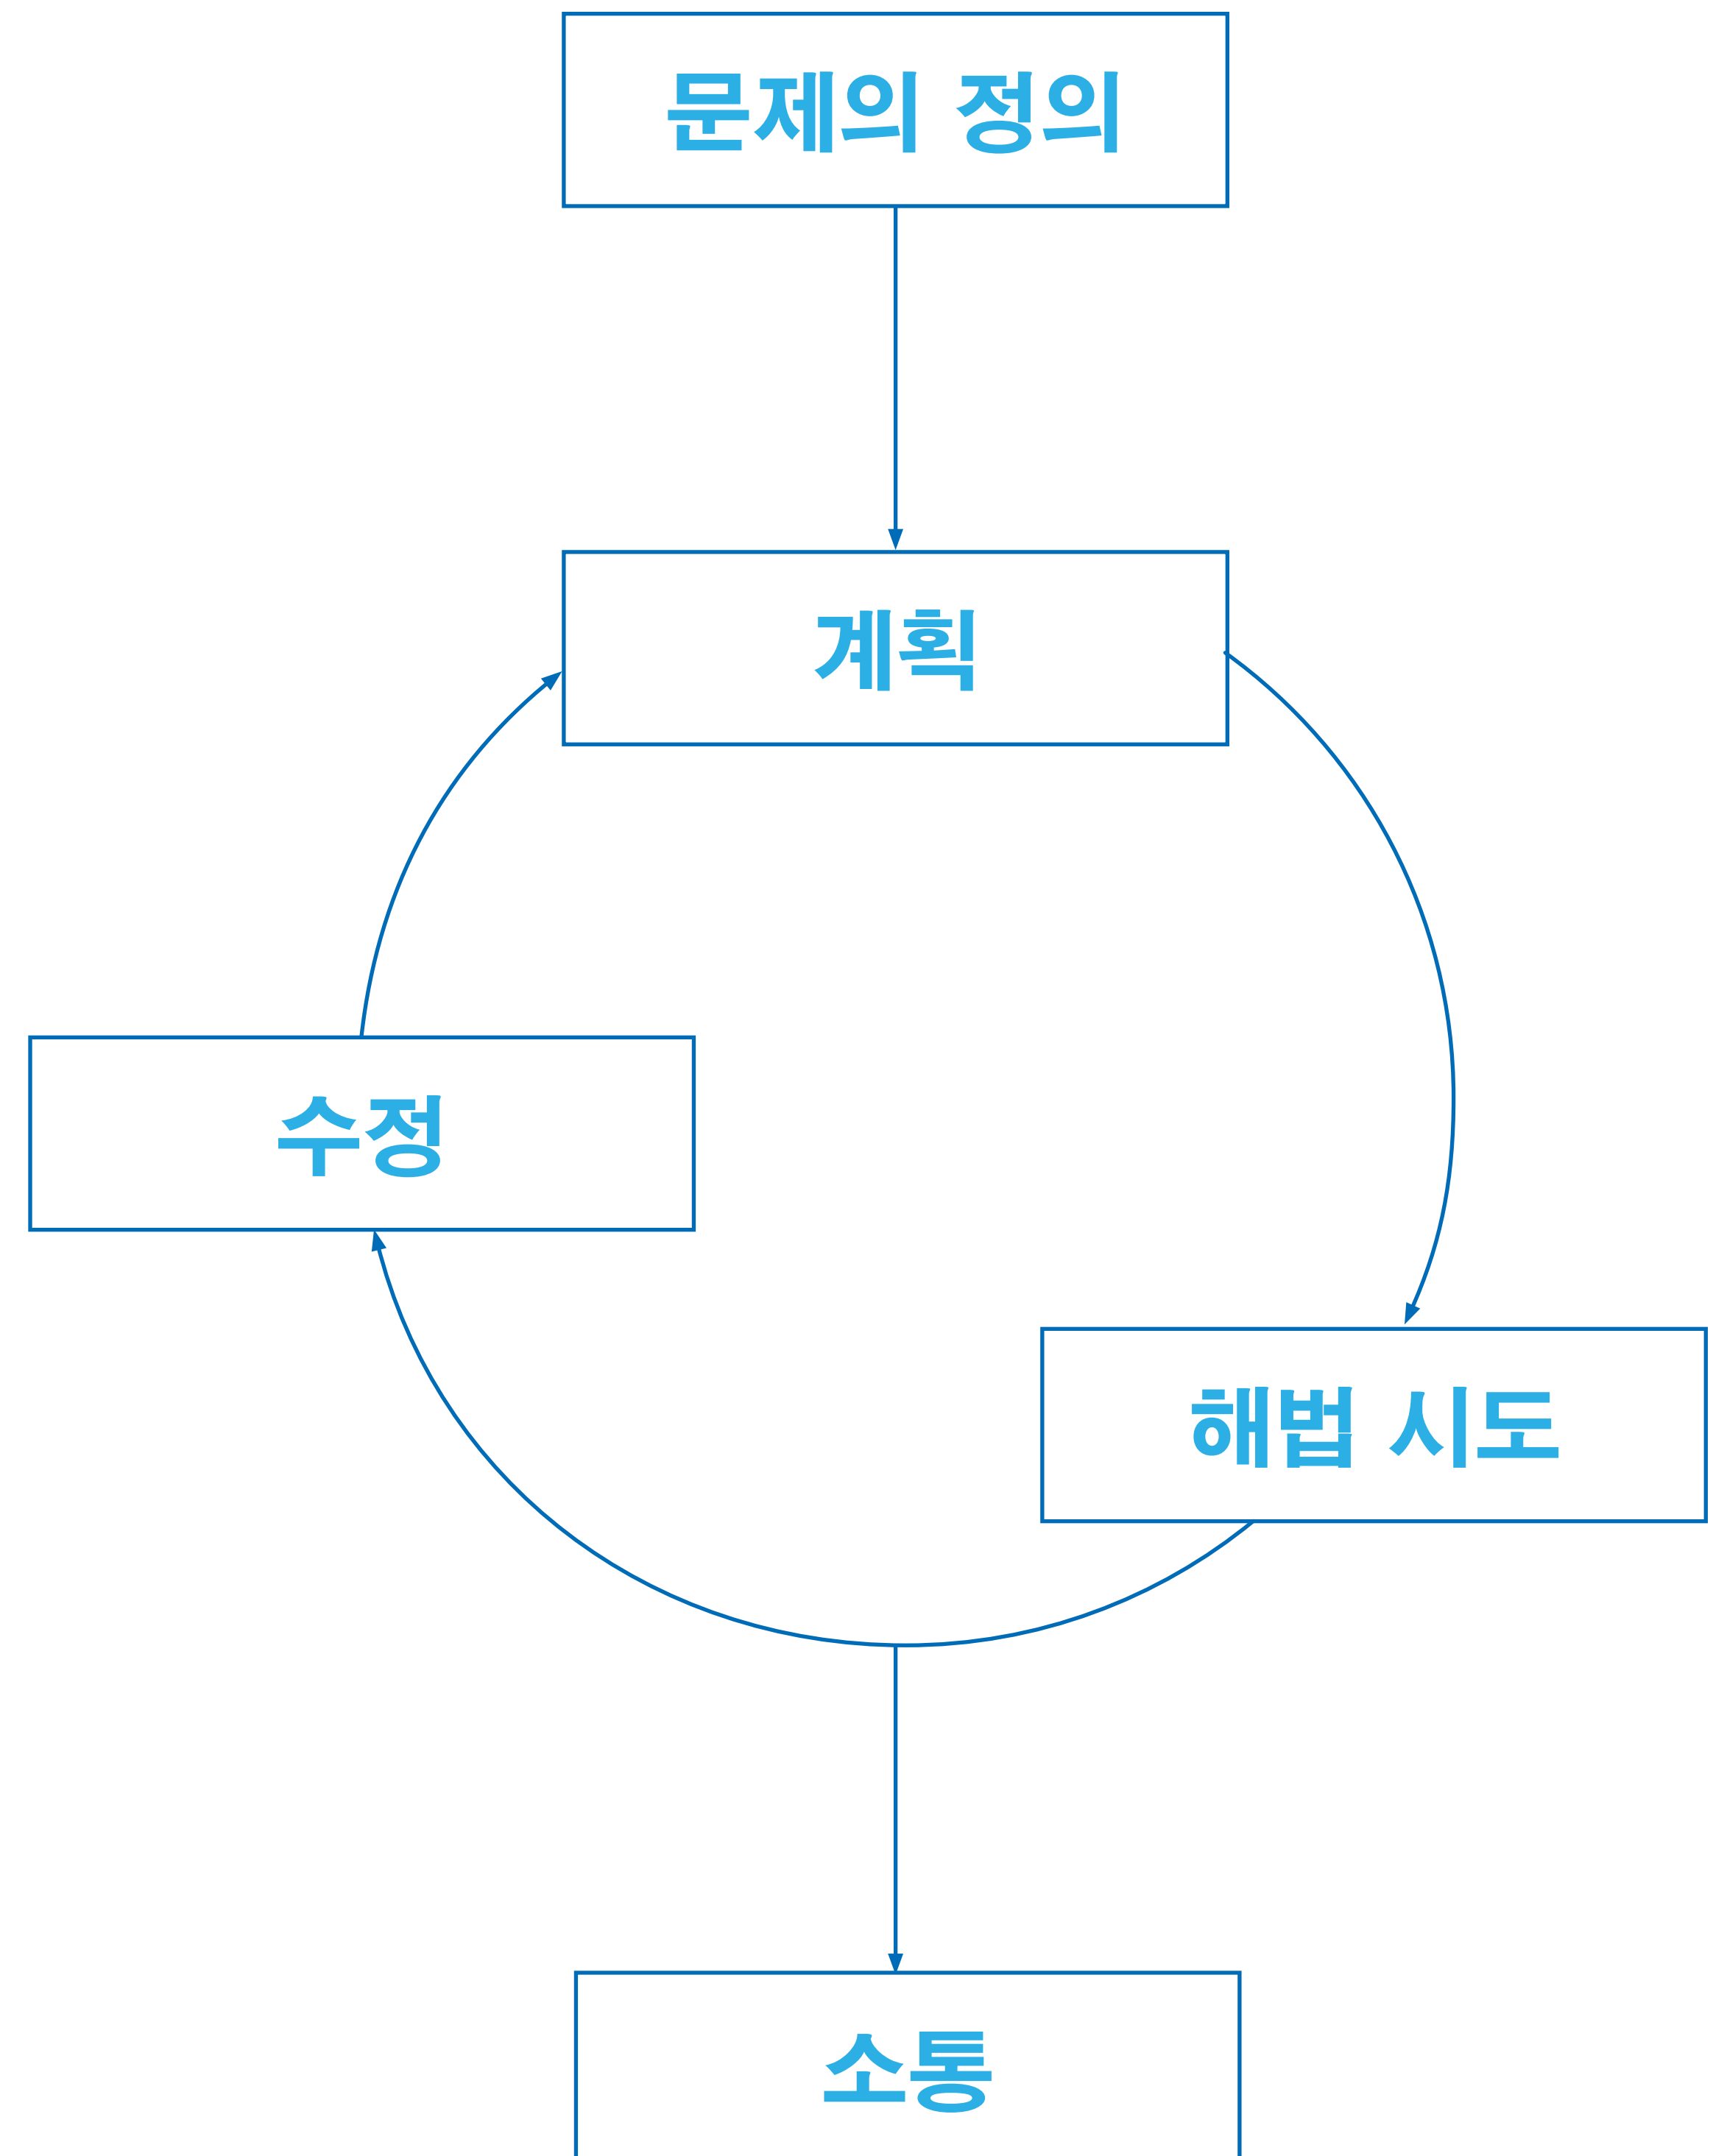 문제의 정의
계획
수정
해법 시도
소통